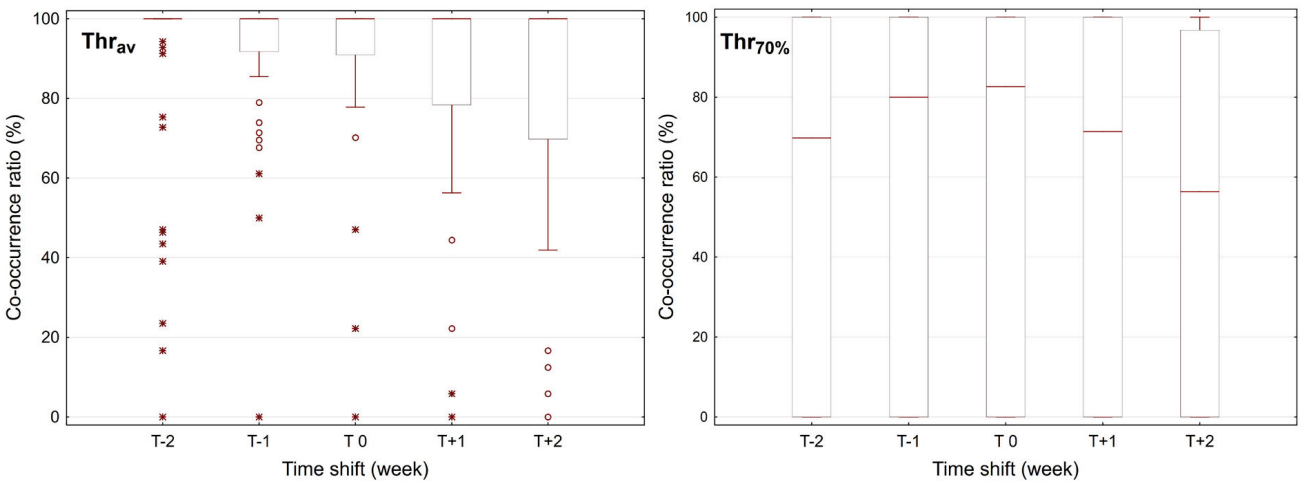 Thr_av
Co-occurrence ratio (%)
100
80
60
40
20
0
T-2 T-1 T 0 T+1 T+2
Time shift (week)
Thr_70%
Co-occurrence ratio (%)
100
80
60
40
20
0
T-2 T-1 T 0 T+1 T+2
Time shift (week)